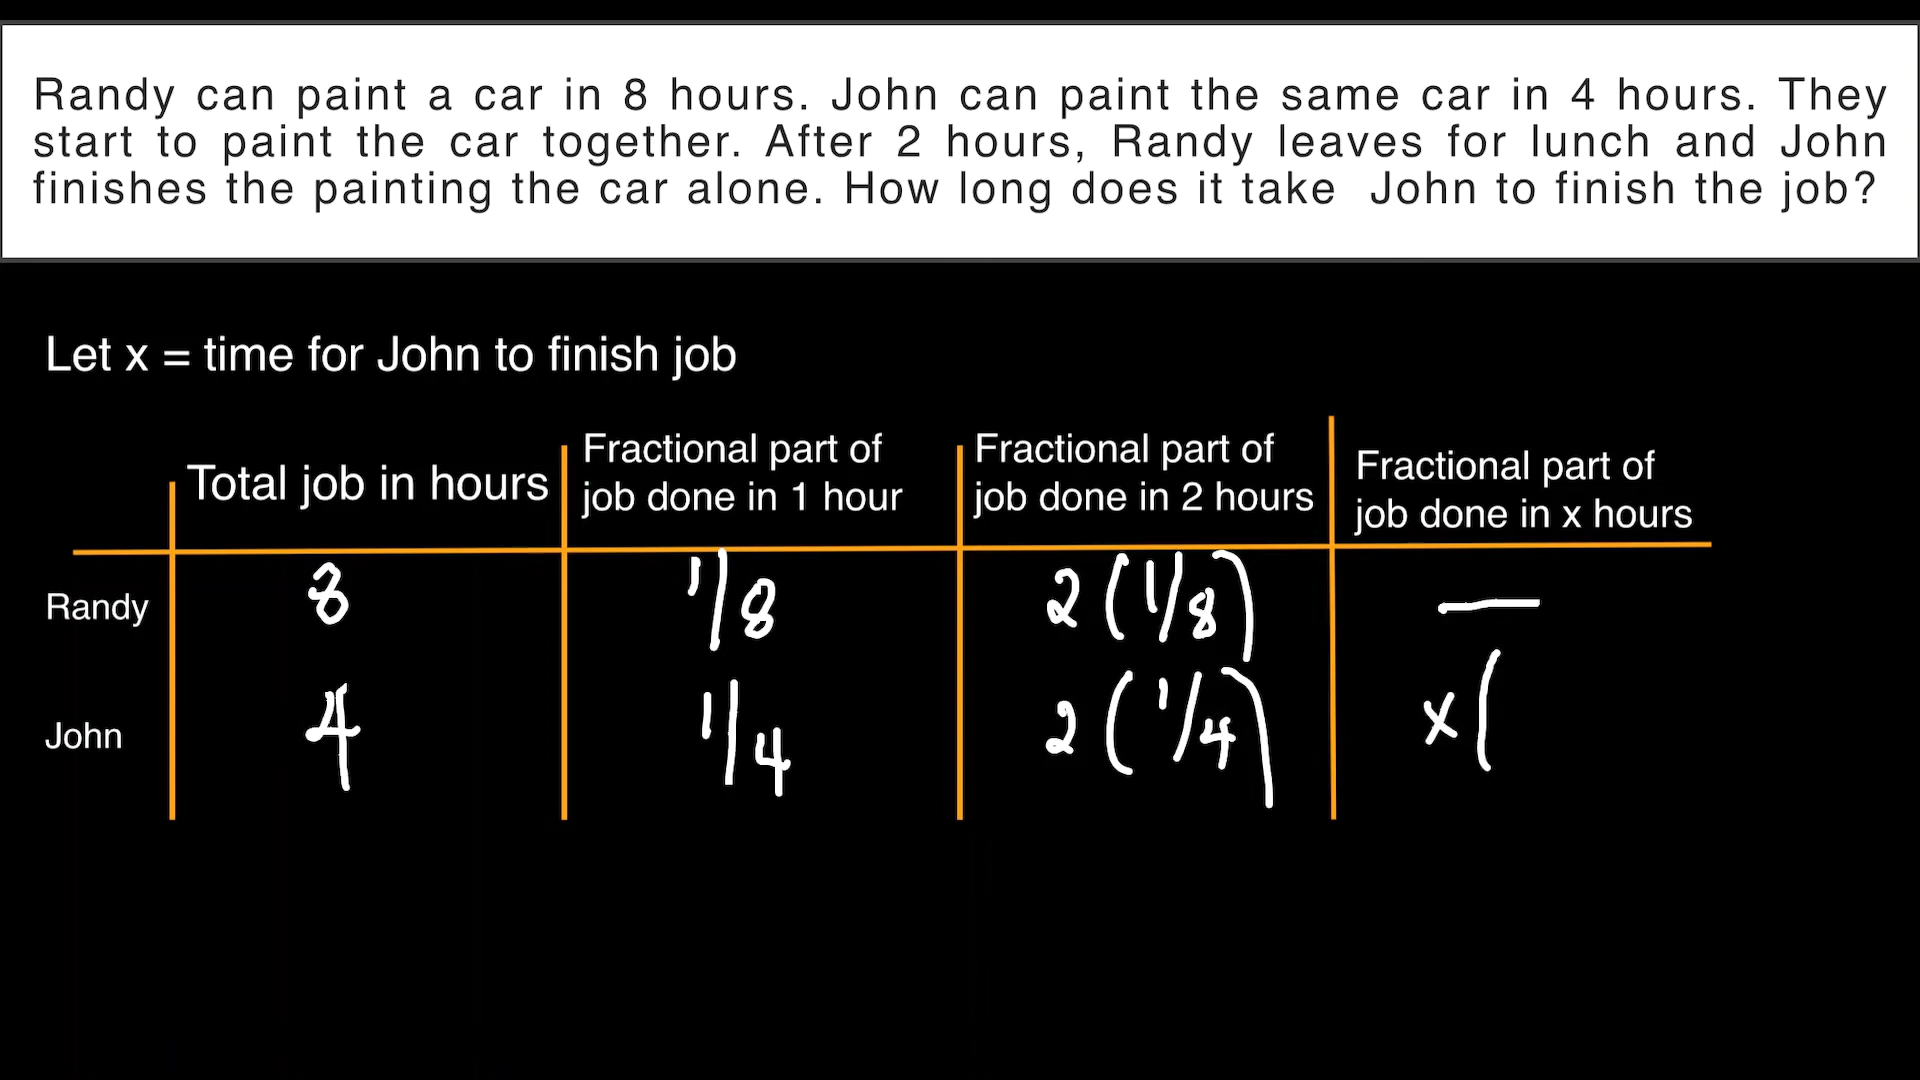 Randy can paint a car in 8 hours. John can paint the same car in 4 hours. They
start to paint the car together. After 2 hours, Randy leaves for lunch and John
finishes the painting the car alone. How long does it take John to finish the job?
Let x = time for John to finish job
Total job in hours
Fractional part of
job done in 1 hour
Fractional part of
job done in 2 hours
Fractional part of
job done in x hours
Randy 8 1/8 2(1/8) —
John 4 1/4 2(1/4) x(